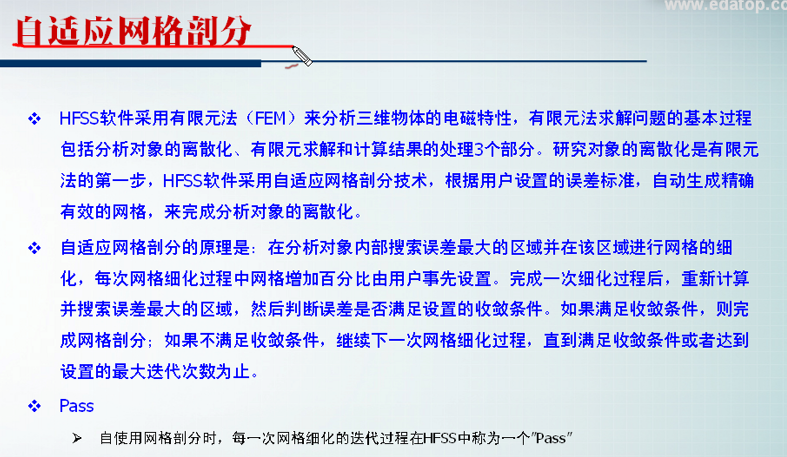 www.edatop.co
自适应网格剖分
❖ HFSS软件采用有限元法（FEM）来分析三维物体的电磁特性，有限元法求解问题的基本过程
包括分析对象的离散化、有限元求解和计算结果的处理3个部分。研究对象的离散化是有限元
法的第一步，HFSS软件采用自适应网格剖分技术，根据用户设置的误差标准，自动生成精确
有效的网格，来完成分析对象的离散化。
❖ 自适应网格剖分的原理是：在分析对象内部搜索误差最大的区域并在该区域进行网格的细
化，每次网格细化过程中网格增加百分比由用户事先设置。完成一次细化过程后，重新计算
并搜索误差最大的区域，然后判断误差是否满足设置的收敛条件。如果满足收敛条件，则完
成网格剖分；如果不满足收敛条件，继续下一次网格细化过程，直到满足收敛条件或者达到
设置的最大迭代次数为止。
❖ Pass
➢ 自使用网格剖分时，每一次网格细化的迭代过程在HFSS中称为一个"Pass"